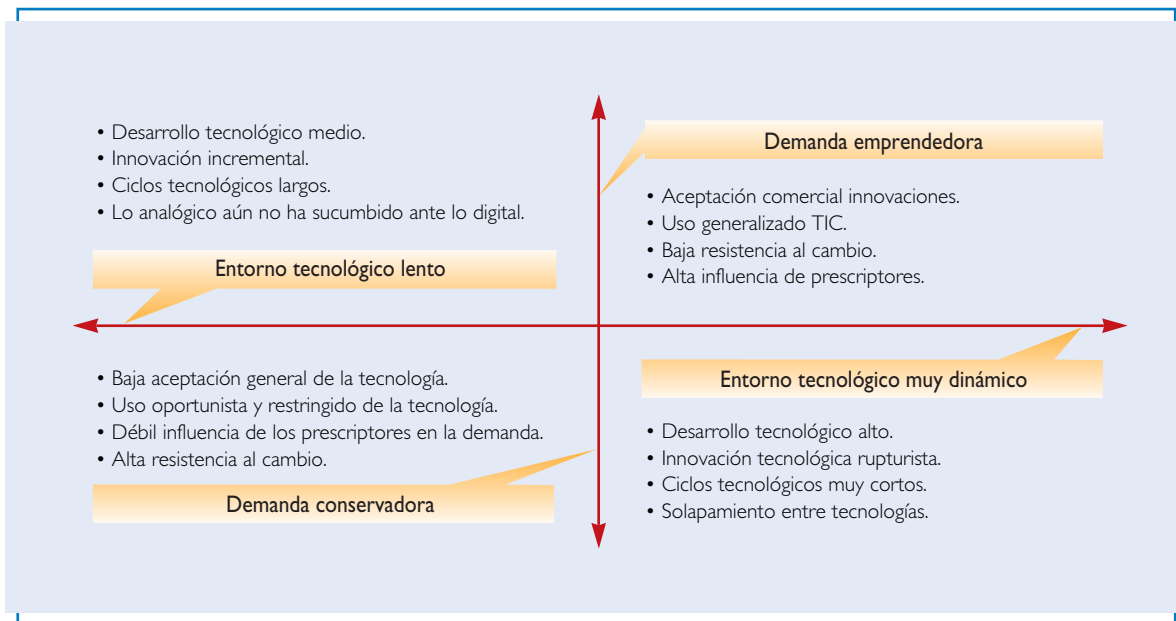 • Desarrollo tecnológico medio.
• Innovación incremental.
• Ciclos tecnológicos largos.
• Lo analógico aún no ha sucumbido ante lo digital.
Entorno tecnológico lento
Demanda emprendedora
• Aceptación comercial innovaciones.
• Uso generalizado TIC.
• Baja resistencia al cambio.
• Alta influencia de prescriptores.
• Baja aceptación general de la tecnología.
• Uso oportunista y restringido de la tecnología.
• Débil influencia de los prescriptores en la demanda.
• Alta resistencia al cambio.
Demanda conservadora
Entorno tecnológico muy dinámico
• Desarrollo tecnológico alto.
• Innovación tecnológica rupturista.
• Ciclos tecnológicos muy cortos.
• Solapamiento entre tecnologías.